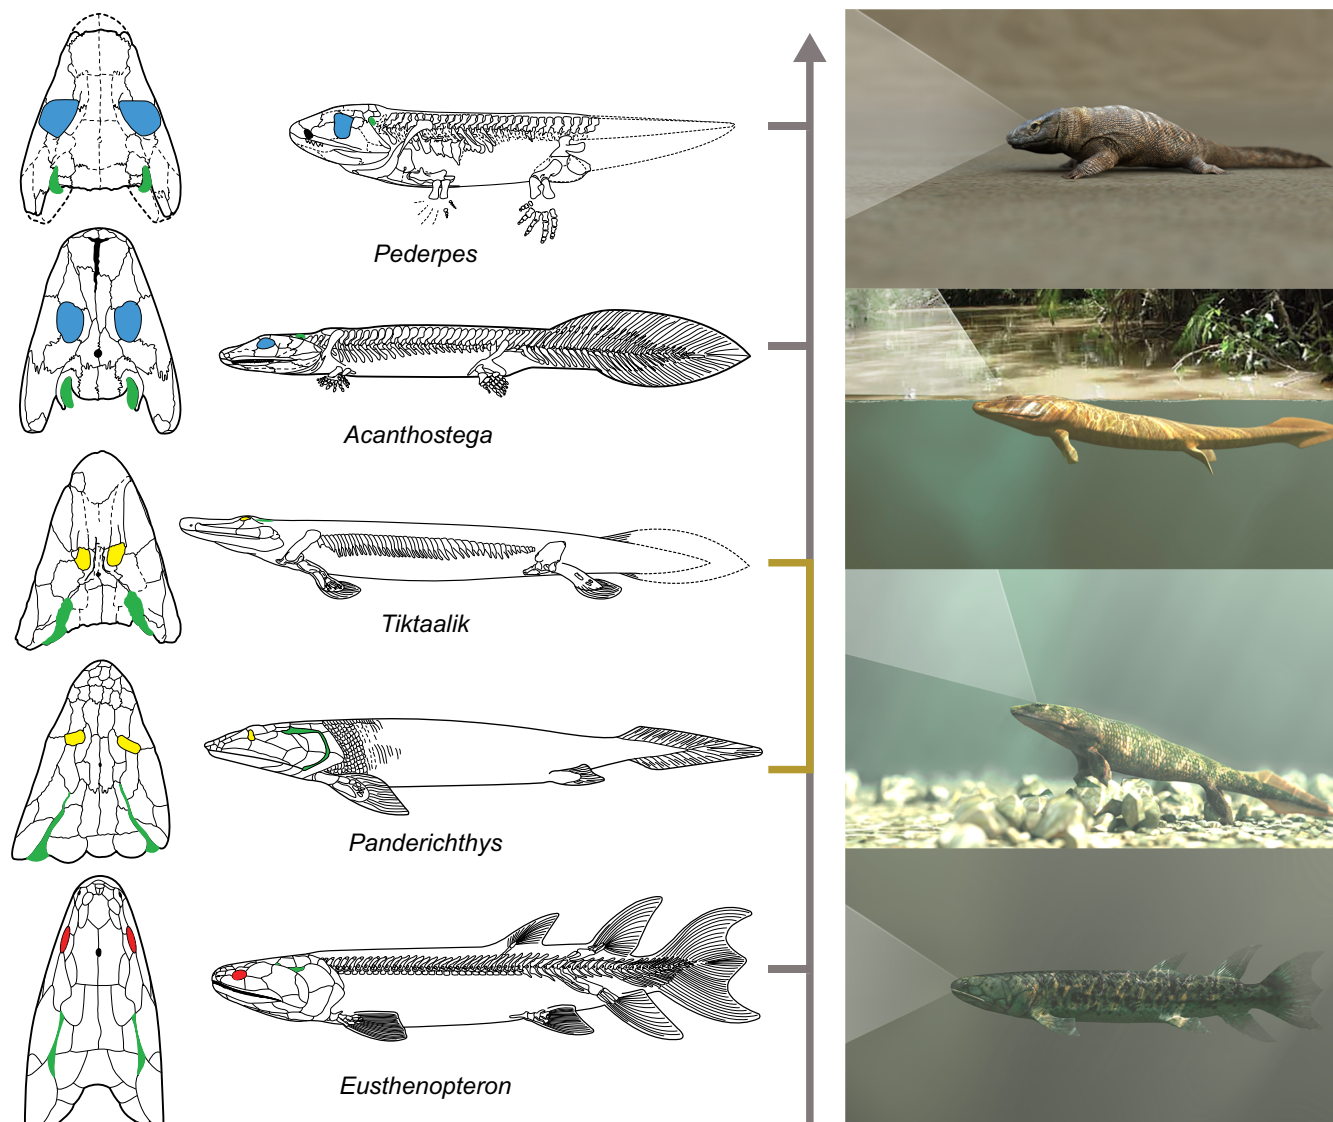 Pederpes
Acanthostega
Tiktaalik
Panderichthys
Eusthenopteron